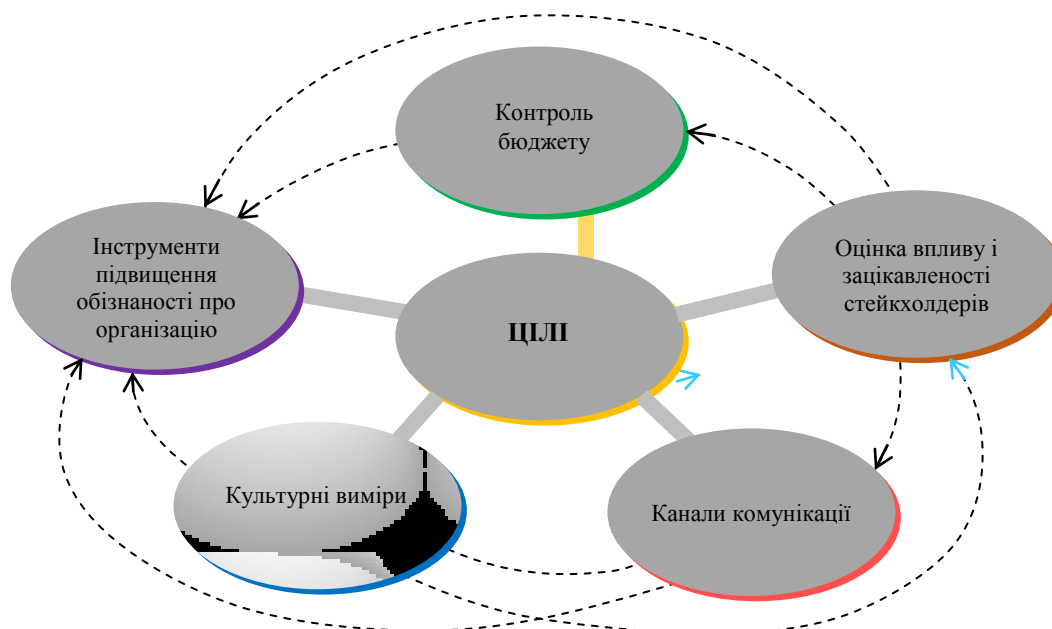 Контроль
бюджету
Інструменти
підвищення
обізнаності про
організацію
Оцінка впливу і
зацікавленості
стейкхолдерів
ЦІЛІ
Культурні виміри
Канали комунікації